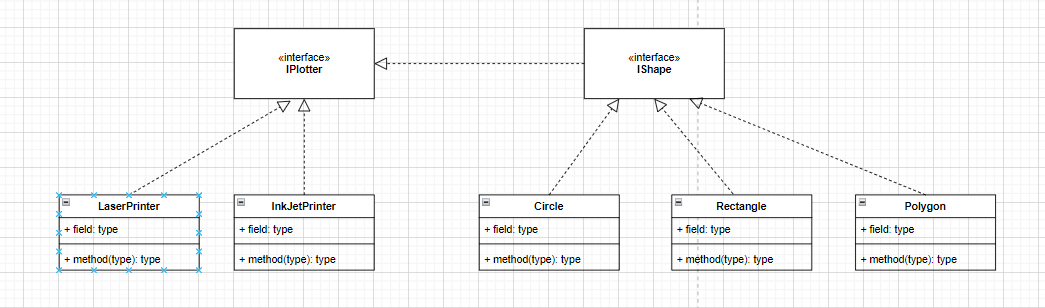 «interface»
IPlotter
«interface»
IShape
LaserPrinter
+ field: type
+ method(type): type
InkJetPrinter
+ field: type
+ method(type): type
Circle
+ field: type
+ method(type): type
Rectangle
+ field: type
+ method(type): type
Polygon
+ field: type
+ method(type): type